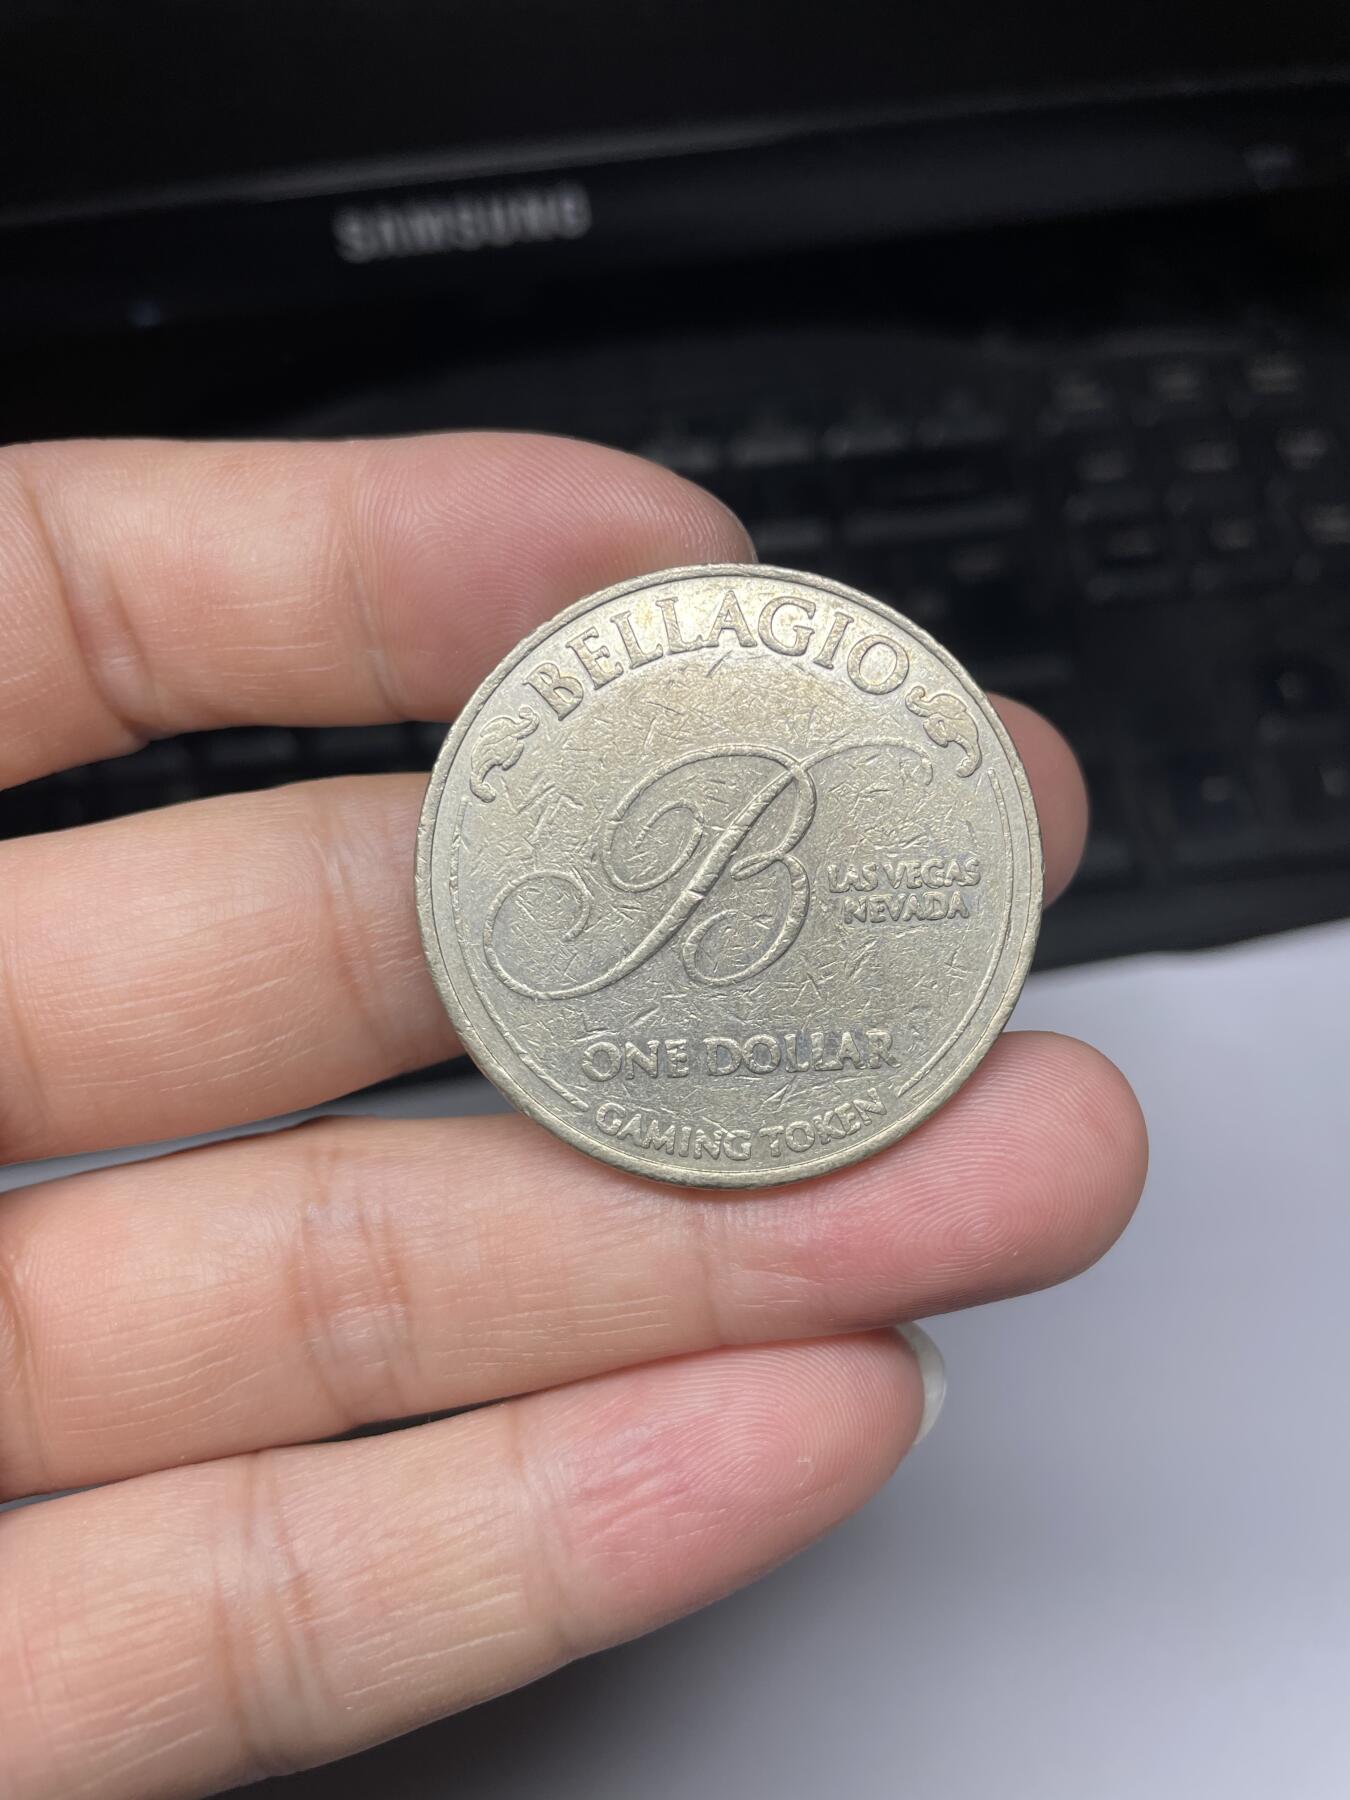 SAMSUNG
BELLAGIO
B
LAS VEGAS
NEVADA
ONE DOLLAR
GAMING TOKEN